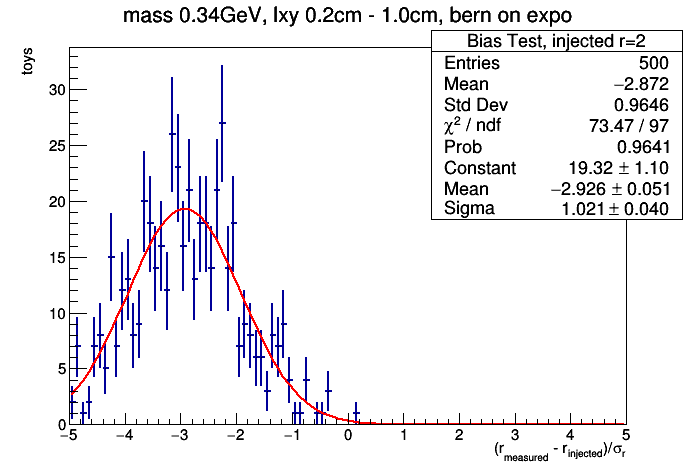 mass 0.34GeV, lxy 0.2cm - 1.0cm, bern on expo
toys
Bias Test, injected r=2
Entries 500
Mean −2.872
Std Dev 0.9646
χ² / ndf 73.47 / 97
Prob 0.9641
Constant 19.32 ± 1.10
Mean −2.926 ± 0.051
Sigma 1.021 ± 0.040
30
25
20
15
10
5
0
−5 −4 −3 −2 −1 0 1 2 3 4 5
(r_measured - r_injected)/σ_r